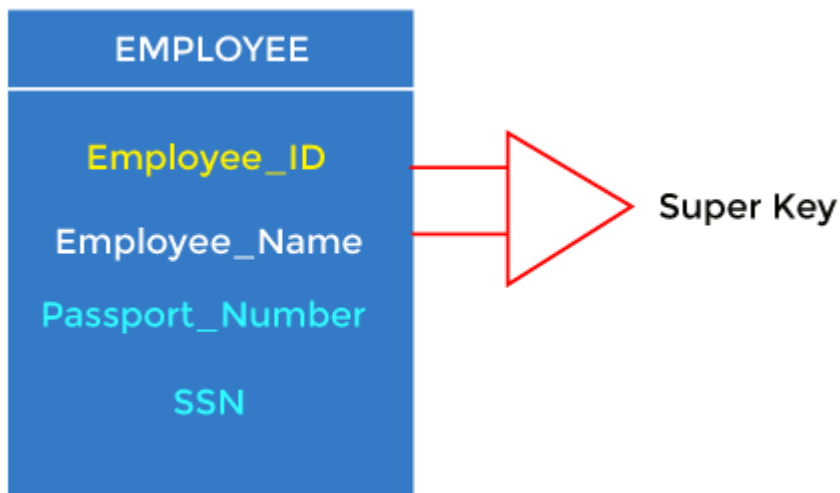 EMPLOYEE
Employee_ID
Employee_Name
Super Key
Passport_Number
SSN